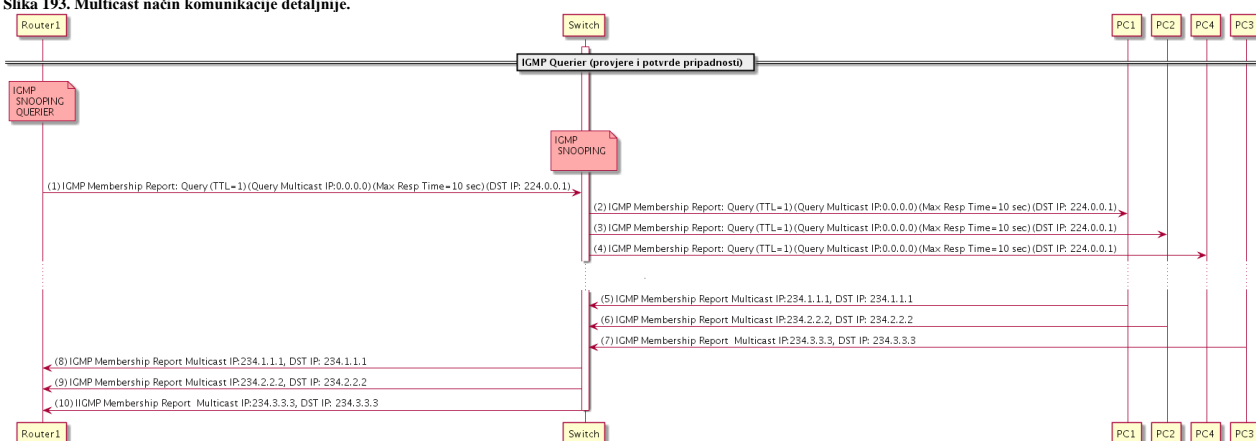 Slika 193. Multicast način komunikacije detaljnije.
Router1
Switch
PC1
PC2
PC4
PC3
IGMP Querier (provjere i potvrde pripadnosti)
IGMP
SNOOPING
QUERIER
IGMP
SNOOPING
(1) IGMP Membership Report: Query (TTL=1) (Query Multicast IP:0.0.0.0) (Max Resp Time=10 sec) (DST IP: 224.0.0.1)
(2) IGMP Membership Report: Query (TTL=1) (Query Multicast IP:0.0.0.0) (Max Resp Time=10 sec) (DST IP: 224.0.0.1)
(3) IGMP Membership Report: Query (TTL=1) (Query Multicast IP:0.0.0.0) (Max Resp Time=10 sec) (DST IP: 224.0.0.1)
(4) IGMP Membership Report: Query (TTL=1) (Query Multicast IP:0.0.0.0) (Max Resp Time=10 sec) (DST IP: 224.0.0.1)
(5) IGMP Membership Report Multicast IP:234.1.1.1, DST IP: 234.1.1.1
(6) IGMP Membership Report Multicast IP:234.2.2.2, DST IP: 234.2.2.2
(7) IGMP Membership Report Multicast IP:234.3.3.3, DST IP: 234.3.3.3
(8) IGMP Membership Report Multicast IP:234.1.1.1, DST IP: 234.1.1.1
(9) IGMP Membership Report Multicast IP:234.2.2.2, DST IP: 234.2.2.2
(10) IIGMP Membership Report Multicast IP:234.3.3.3, DST IP: 234.3.3.3
Router1
Switch
PC1
PC2
PC4
PC3